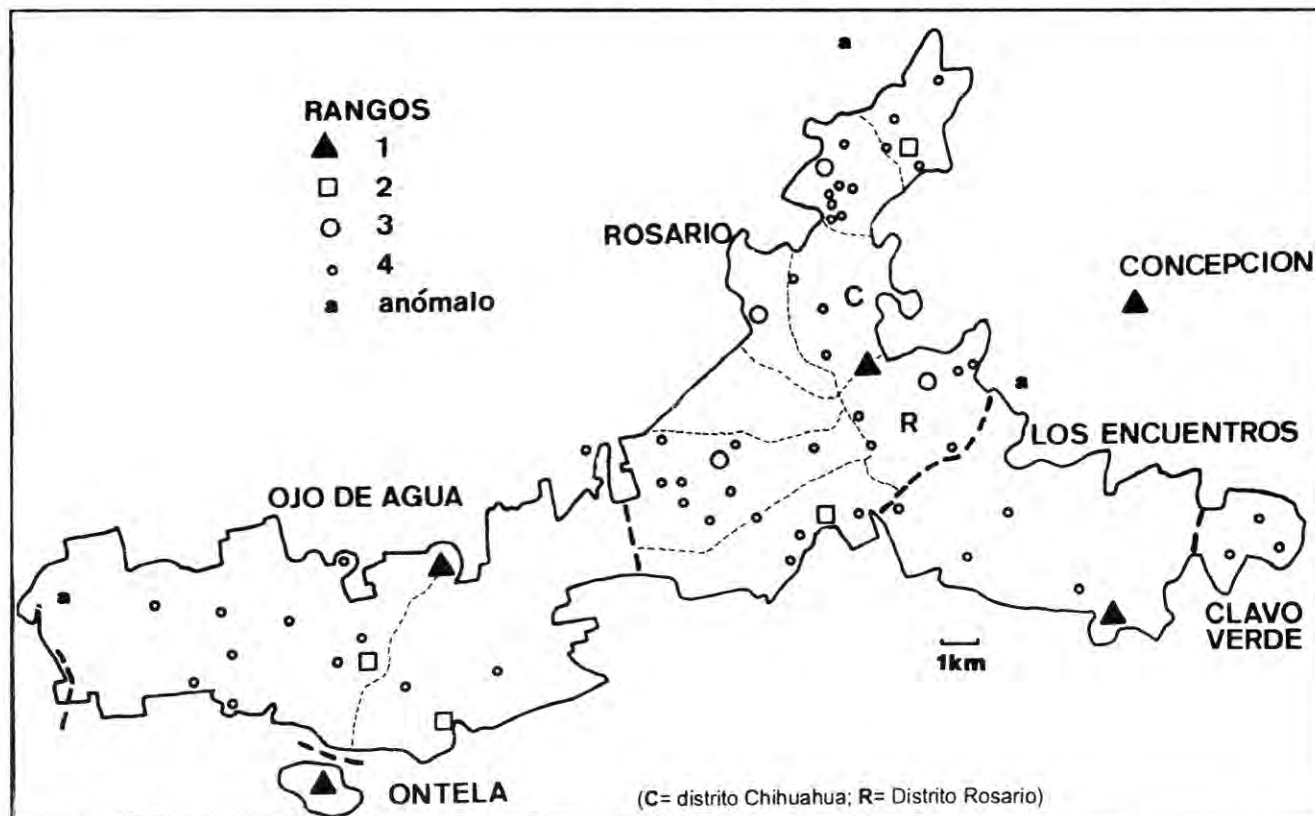 a
RANGOS
1
2
3
4
a anómalo
ROSARIO
C
CONCEPCION
a
R
LOS ENCUENTROS
OJO DE AGUA
a
CLAVO
VERDE
1km
ONTELA
(C= distrito Chihuahua; R= Distrito Rosario)